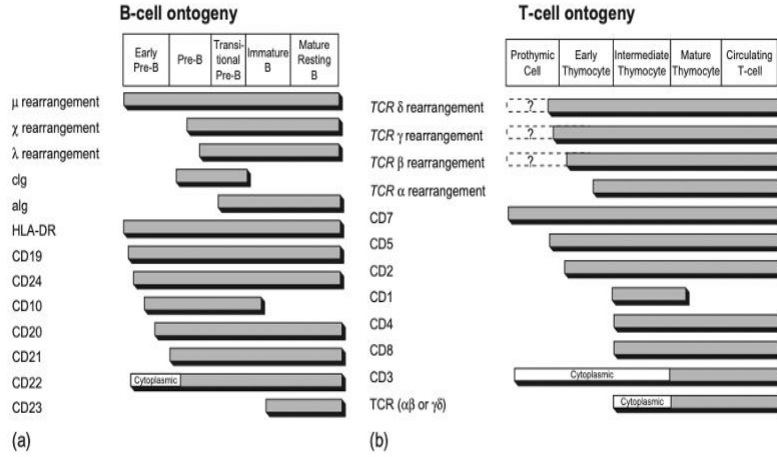 B-cell ontogeny
Early Pre-B
Pre-B
Transi-tional Pre-B
Immature B
Mature Resting B
μ rearrangement
χ rearrangement
λ rearrangement
cIg
aIg
HLA-DR
CD19
CD24
CD10
CD20
CD21
CD22
Cytoplasmic
CD23
(a)
T-cell ontogeny
Prothymic Cell
Early Thymocyte
Intermediate Thymocyte
Mature Thymocyte
Circulating T-cell
TCR δ rearrangement
?
TCR γ rearrangement
?
TCR β rearrangement
?
TCR α rearrangement
CD7
CD5
CD2
CD1
CD4
CD8
CD3
Cytoplasmic
TCR (αβ or γδ)
Cytoplasmic
(b)